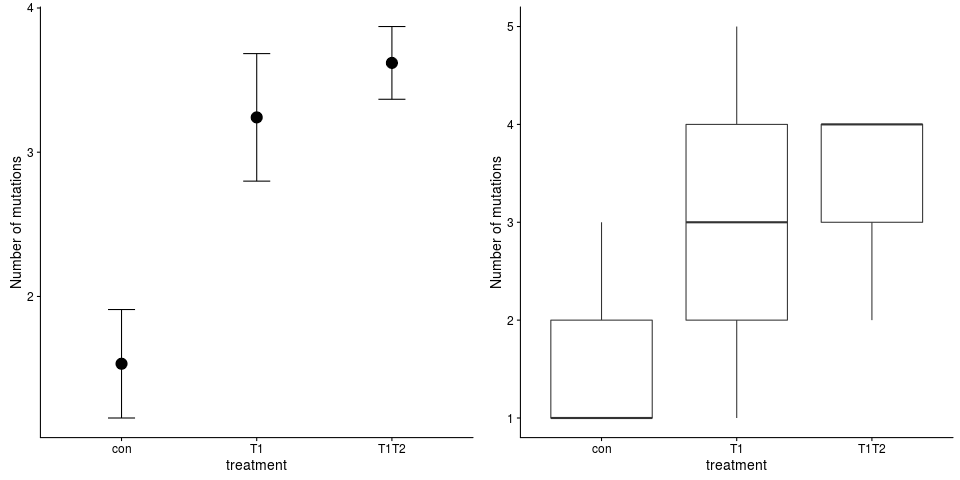 4
3
2
Number of mutations
con
T1
T1T2
treatment
5
4
3
2
1
Number of mutations
con
T1
T1T2
treatment